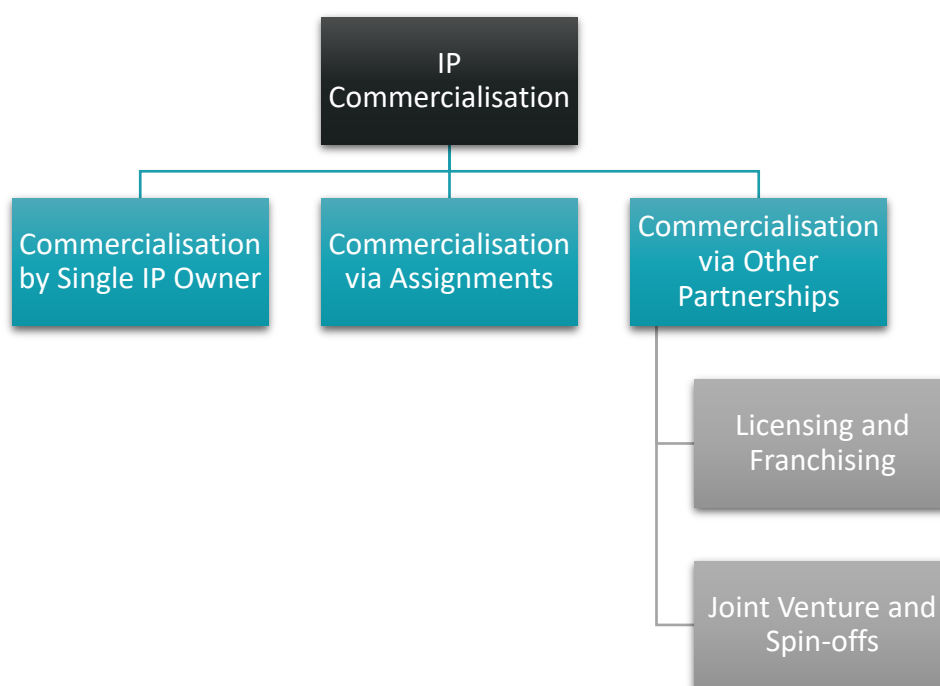 IP
Commercialisation
Commercialisation
by Single IP Owner
Commercialisation
via Assignments
Commercialisation
via Other
Partnerships
Licensing and
Franchising
Joint Venture and
Spin-offs